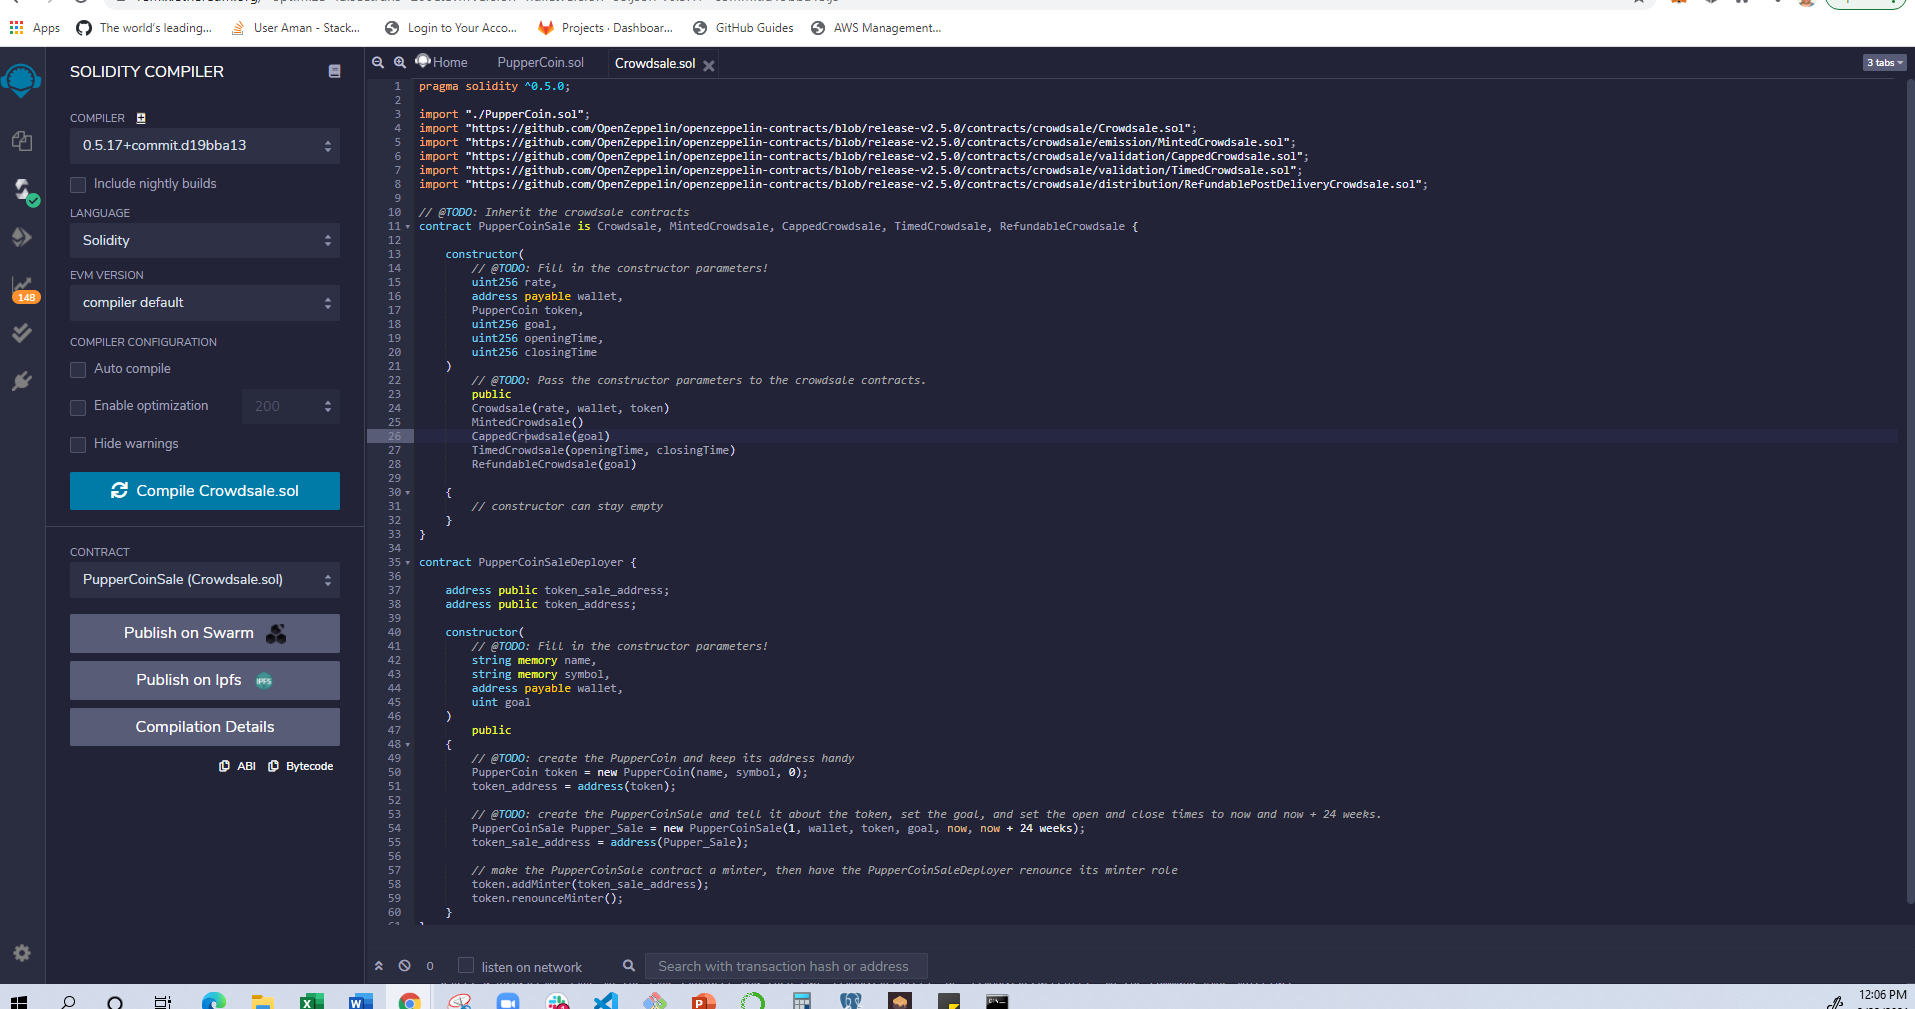 Apps
The world's leading...
User Aman - Stack...
Login to Your Acco...
Projects · Dashboar...
GitHub Guides
AWS Management...
SOLIDITY COMPILER
Home
PupperCoin.sol
Crowdsale.sol
3 tabs
COMPILER
0.5.17+commit.d19bba13
Include nightly builds
LANGUAGE
Solidity
EVM VERSION
compiler default
148
COMPILER CONFIGURATION
Auto compile
Enable optimization
200
Hide warnings
Compile Crowdsale.sol
CONTRACT
PupperCoinSale (Crowdsale.sol)
Publish on Swarm
Publish on Ipfs
IPFS
Compilation Details
ABI
Bytecode
1 pragma solidity ^0.5.0;
2
3 import "./PupperCoin.sol";
4 import "https://github.com/OpenZeppelin/openzeppelin-contracts/blob/release-v2.5.0/contracts/crowdsale/Crowdsale.sol";
5 import "https://github.com/OpenZeppelin/openzeppelin-contracts/blob/release-v2.5.0/contracts/crowdsale/emission/MintedCrowdsale.sol";
6 import "https://github.com/OpenZeppelin/openzeppelin-contracts/blob/release-v2.5.0/contracts/crowdsale/validation/CappedCrowdsale.sol";
7 import "https://github.com/OpenZeppelin/openzeppelin-contracts/blob/release-v2.5.0/contracts/crowdsale/validation/TimedCrowdsale.sol";
8 import "https://github.com/OpenZeppelin/openzeppelin-contracts/blob/release-v2.5.0/contracts/crowdsale/distribution/RefundablePostDeliveryCrowdsale.sol";
9
10 // @TODO: Inherit the crowdsale contracts
11 contract PupperCoinSale is Crowdsale, MintedCrowdsale, CappedCrowdsale, TimedCrowdsale, RefundableCrowdsale {
12
13 constructor(
14 // @TODO: Fill in the constructor parameters!
15 uint256 rate,
16 address payable wallet,
17 PupperCoin token,
18 uint256 goal,
19 uint256 openingTime,
20 uint256 closingTime
21 )
22 // @TODO: Pass the constructor parameters to the crowdsale contracts.
23 public
24 Crowdsale(rate, wallet, token)
25 MintedCrowdsale()
26 CappedCrowdsale(goal)
27 TimedCrowdsale(openingTime, closingTime)
28 RefundableCrowdsale(goal)
29
30 {
31 // constructor can stay empty
32 }
33 }
34
35 contract PupperCoinSaleDeployer {
36
37 address public token_sale_address;
38 address public token_address;
39
40 constructor(
41 // @TODO: Fill in the constructor parameters!
42 string memory name,
43 string memory symbol,
44 address payable wallet,
45 uint goal
46 )
47 public
48 {
49 // @TODO: create the PupperCoin and keep its address handy
50 PupperCoin token = new PupperCoin(name, symbol, 0);
51 token_address = address(token);
52
53 // @TODO: create the PupperCoinSale and tell it about the token, set the goal, and set the open and close times to now and now + 24 weeks.
54 PupperCoinSale Pupper_Sale = new PupperCoinSale(1, wallet, token, goal, now, now + 24 weeks);
55 token_sale_address = address(Pupper_Sale);
56
57 // make the PupperCoinSale contract a minter, then have the PupperCoinSaleDeployer renounce its minter role
58 token.addMinter(token_sale_address);
59 token.renounceMinter();
60 }
0
listen on network
Search with transaction hash or address
12:06 PM